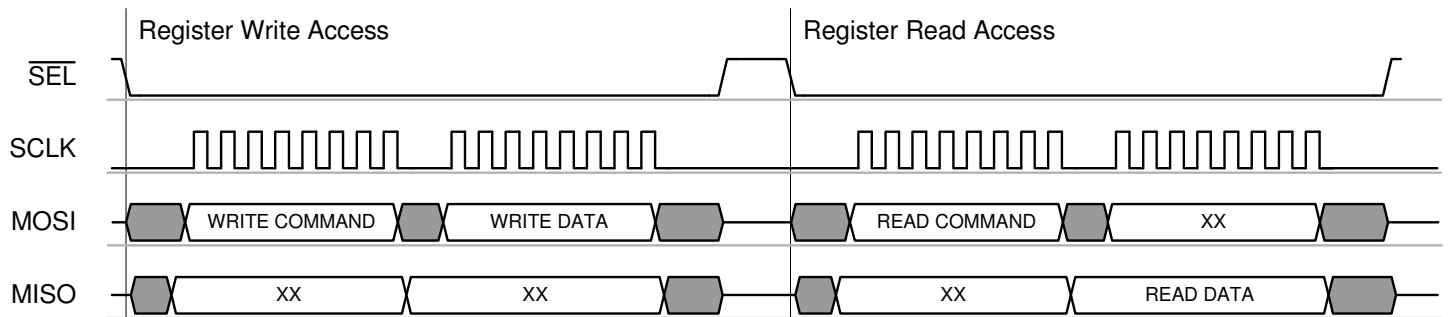 Register Write Access Register Read Access
SEL
SCLK
MOSI WRITE COMMAND WRITE DATA READ COMMAND XX
MISO XX XX XX READ DATA